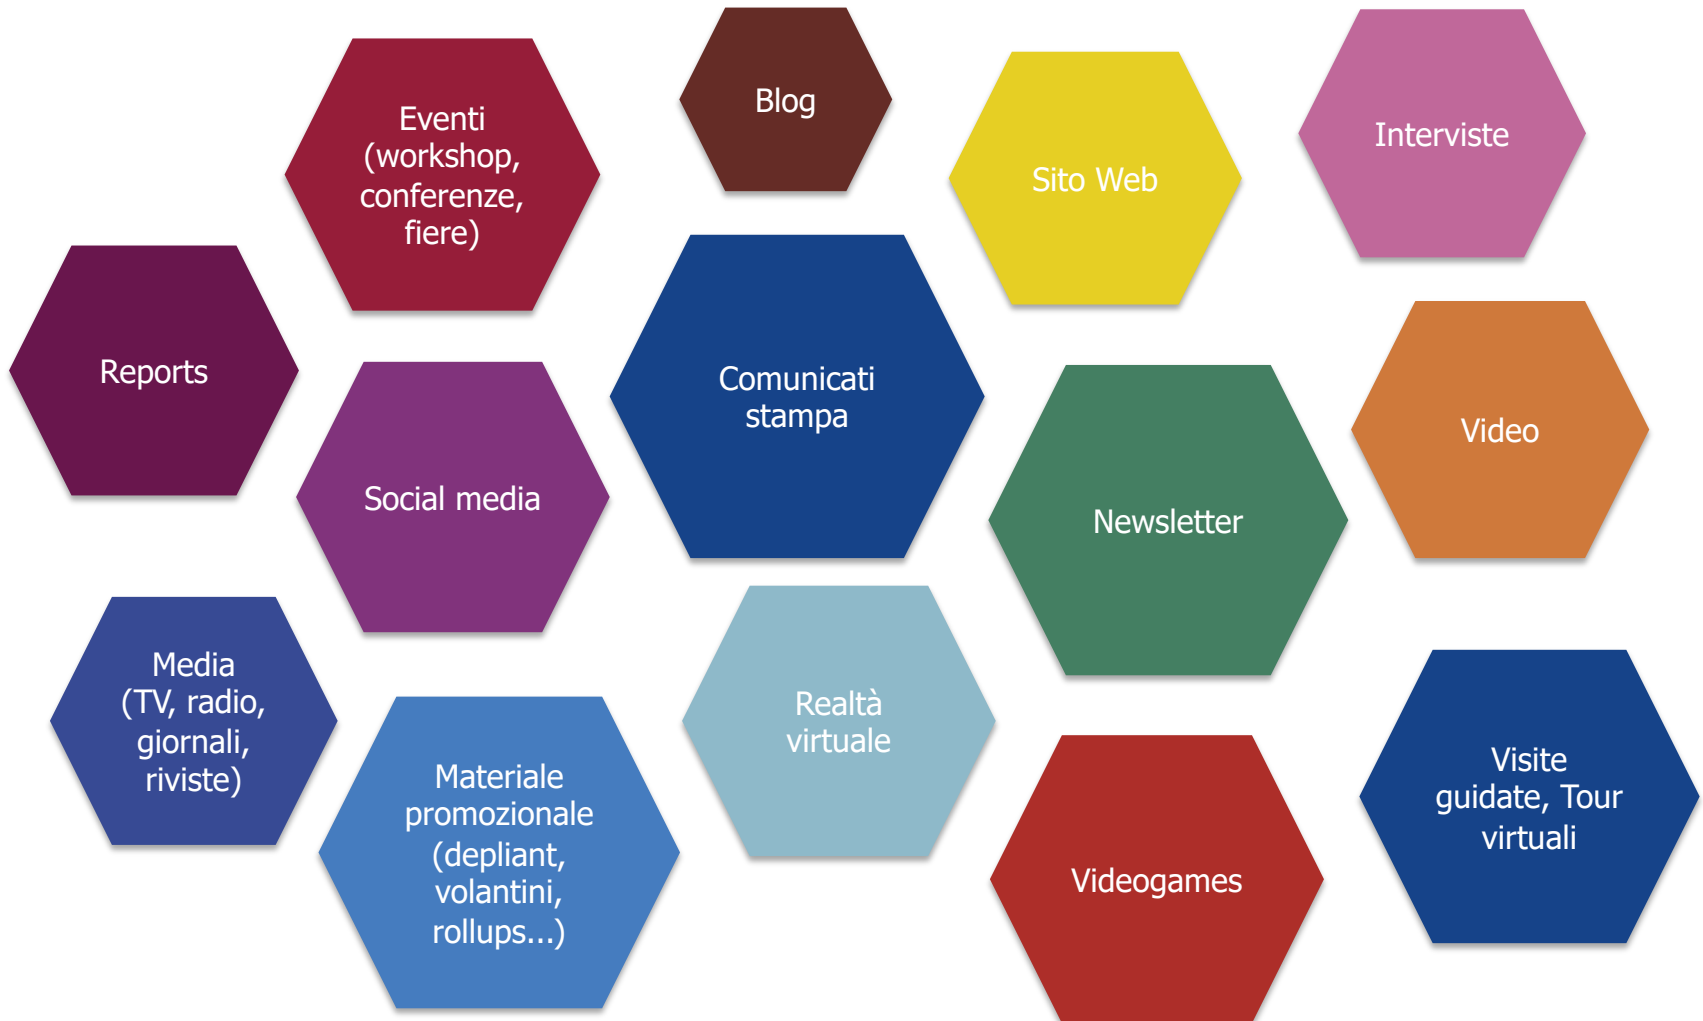 Eventi
(workshop,
conferenze,
fiere)
Blog
Sito Web
Interviste
Reports
Social media
Comunicati
stampa
Newsletter
Video
Media
(TV, radio,
giornali,
riviste)
Materiale
promozionale
(depliant,
volantini,
rollups...)
Realtà
virtuale
Videogames
Visite
guidate, Tour
virtuali